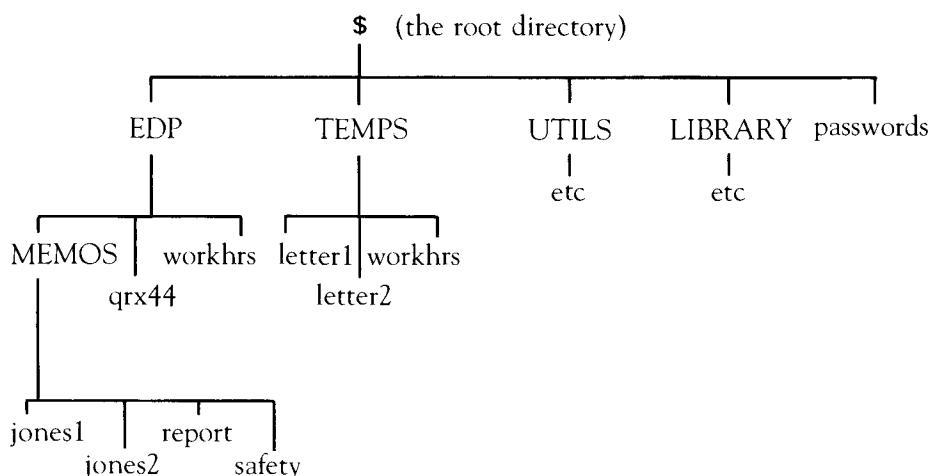 $ (the root directory)
EDP TEMPS UTILS LIBRARY passwords
etc etc
MEMOS workhrs letter1 workhrs
qrx44 letter2
jones1 report
jones2 safety